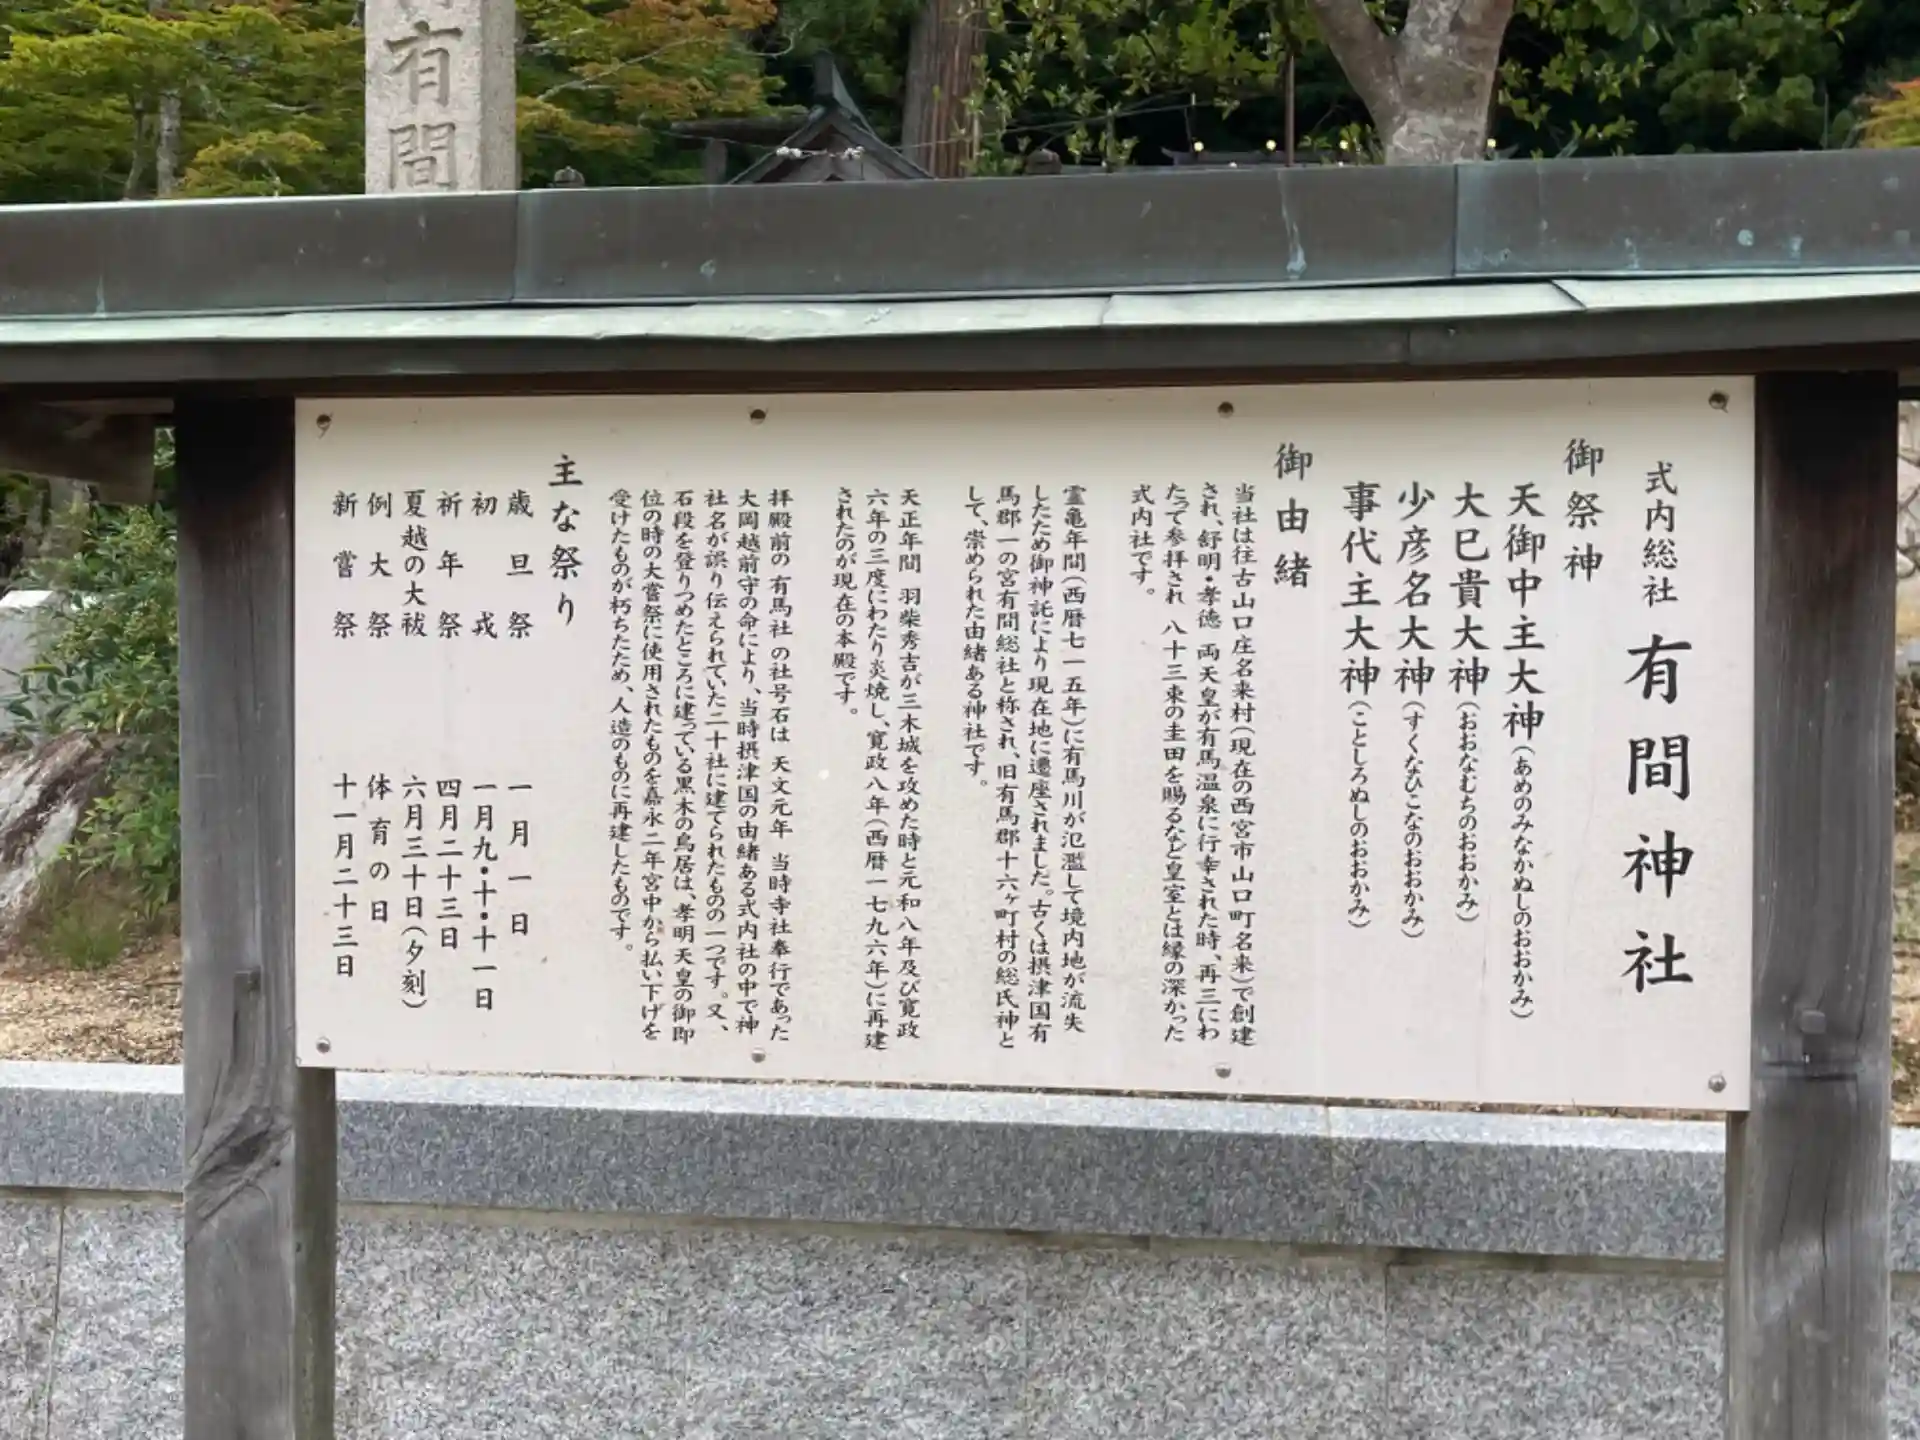 有間
式内総社 有間神社
御祭神
天御中主大神(あめのみなかぬしのおおかみ)
大巳貴大神(おおなむちのおおかみ)
少彦名大神(すくなひこなのおおかみ)
事代主大神(ことしろぬしのおおかみ)
御由緒
当社は往古山口庄名来村(現在の西宮市山口町名来)で創建
され、舒明・孝徳 両天皇が有馬温泉に行幸された時、再三にわ
たって参拝され 八十三束の圭田を賜るなど皇室とは縁の深かった
式内社です。
霊亀年間(西暦七一五年)に有馬川が氾濫して境内地が流失
したため御神託により現在地に遷座されました。古くは摂津国有
馬郡一の宮有間総社と称され、旧有馬郡十六ヶ町村の総氏神と
して、崇められた由緒ある神社です。
天正年間 羽柴秀吉が三木城を攻めた時と元和八年及び寛政
六年の三度にわたり炎焼し、寛政八年(西暦一七九六年)に再建
されたのが現在の本殿です。
拝殿前の 有馬社 の社号石は 天文元年 当時寺社奉行であった
大岡越前守の命により、当時摂津国の由緒ある式内社の中で神
社名が誤り伝えられていた二十社に建てられたものの一つです。又、
石段を登りつめたところに建っている黒木の鳥居は、孝明天皇の御即
位の時の大嘗祭に使用されたものを嘉永二年宮中から払い下げを
受けたものが朽ちたため、人造のものに再建したものです。
主な祭り
歳旦祭 一月一日
初戎 一月九・十・十一日
祈年祭 四月二十三日
夏越の大祓 六月三十日(夕刻)
例大祭 体育の日
新嘗祭 十一月二十三日